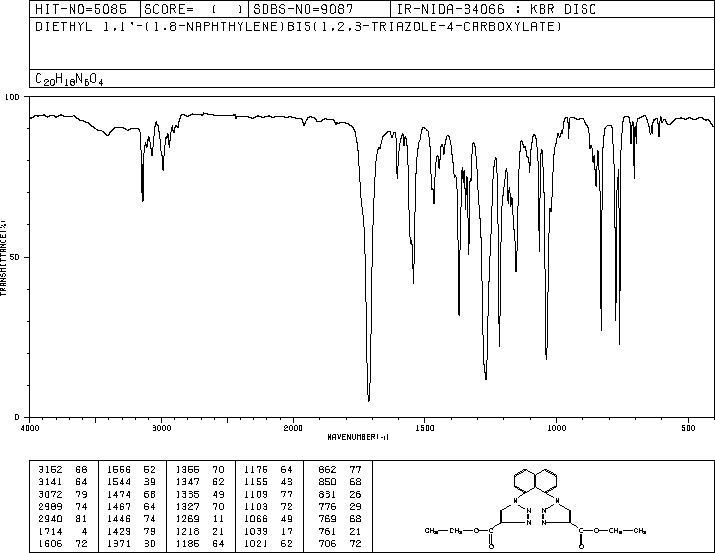 HIT-NO=5085 SCORE= ( ) SDBS-NO=9087 IR-NIDA-34066 : KBR DISC
DIETHYL 1,1'-(1,8-NAPHTHYLENE)BIS(1,2,3-TRIAZOLE-4-CARBOXYLATE)
C20H18N6O4
100
50
0
TRANSMITTANCE(%)
4000 3000 2000 1500 1000 500
WAVENUMBER(-1)
3152 66 1566 52 1355 70 1176 64 862 77
3141 64 1544 39 1347 62 1155 43 850 68
3072 79 1474 68 1335 49 1109 77 831 26
2989 74 1467 64 1327 70 1103 72 776 29
2940 81 1446 74 1269 11 1066 49 769 68
1714 4 1429 79 1218 21 1039 17 761 21
1606 72 1371 30 1185 64 1021 62 706 72
N N
N N
N N
CH3—CH2—O—C C—O—CH2—CH3
O O